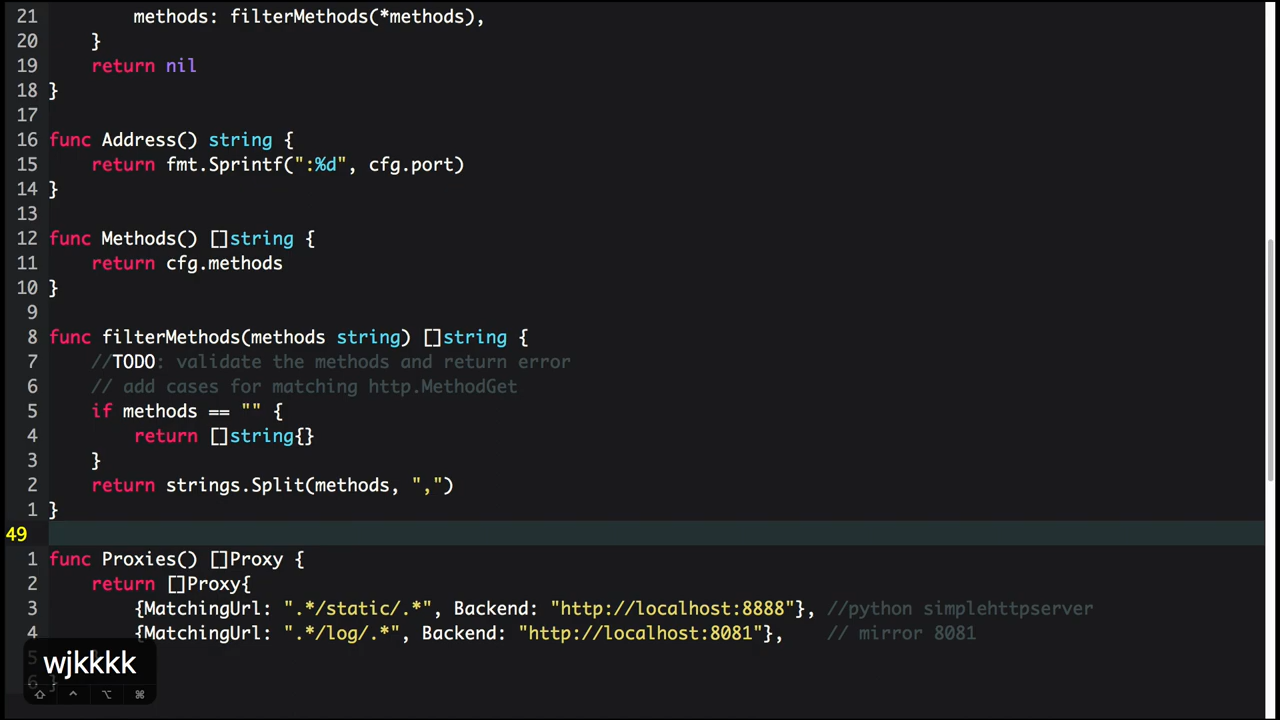 21 methods: filterMethods(*methods),
20 }
19 return nil
18 }
17
16 func Address() string {
15 return fmt.Sprintf(":%d", cfg.port)
14 }
13
12 func Methods() []string {
11 return cfg.methods
10 }
9
8 func filterMethods(methods string) []string {
7 //TODO: validate the methods and return error
6 // add cases for matching http.MethodGet
5 if methods == "" {
4 return []string{}
3 }
2 return strings.Split(methods, ",")
1 }
49
1 func Proxies() []Proxy {
2 return []Proxy{
3 {MatchingUrl: ".*/static/.*", Backend: "http://localhost:8888"}, //python simplehttpserver
4 {MatchingUrl: ".*/log/.*", Backend: "http://localhost:8081"}, // mirror 8081
5
6 }
wjkkkk
⇧ ^ ⌥ ⌘